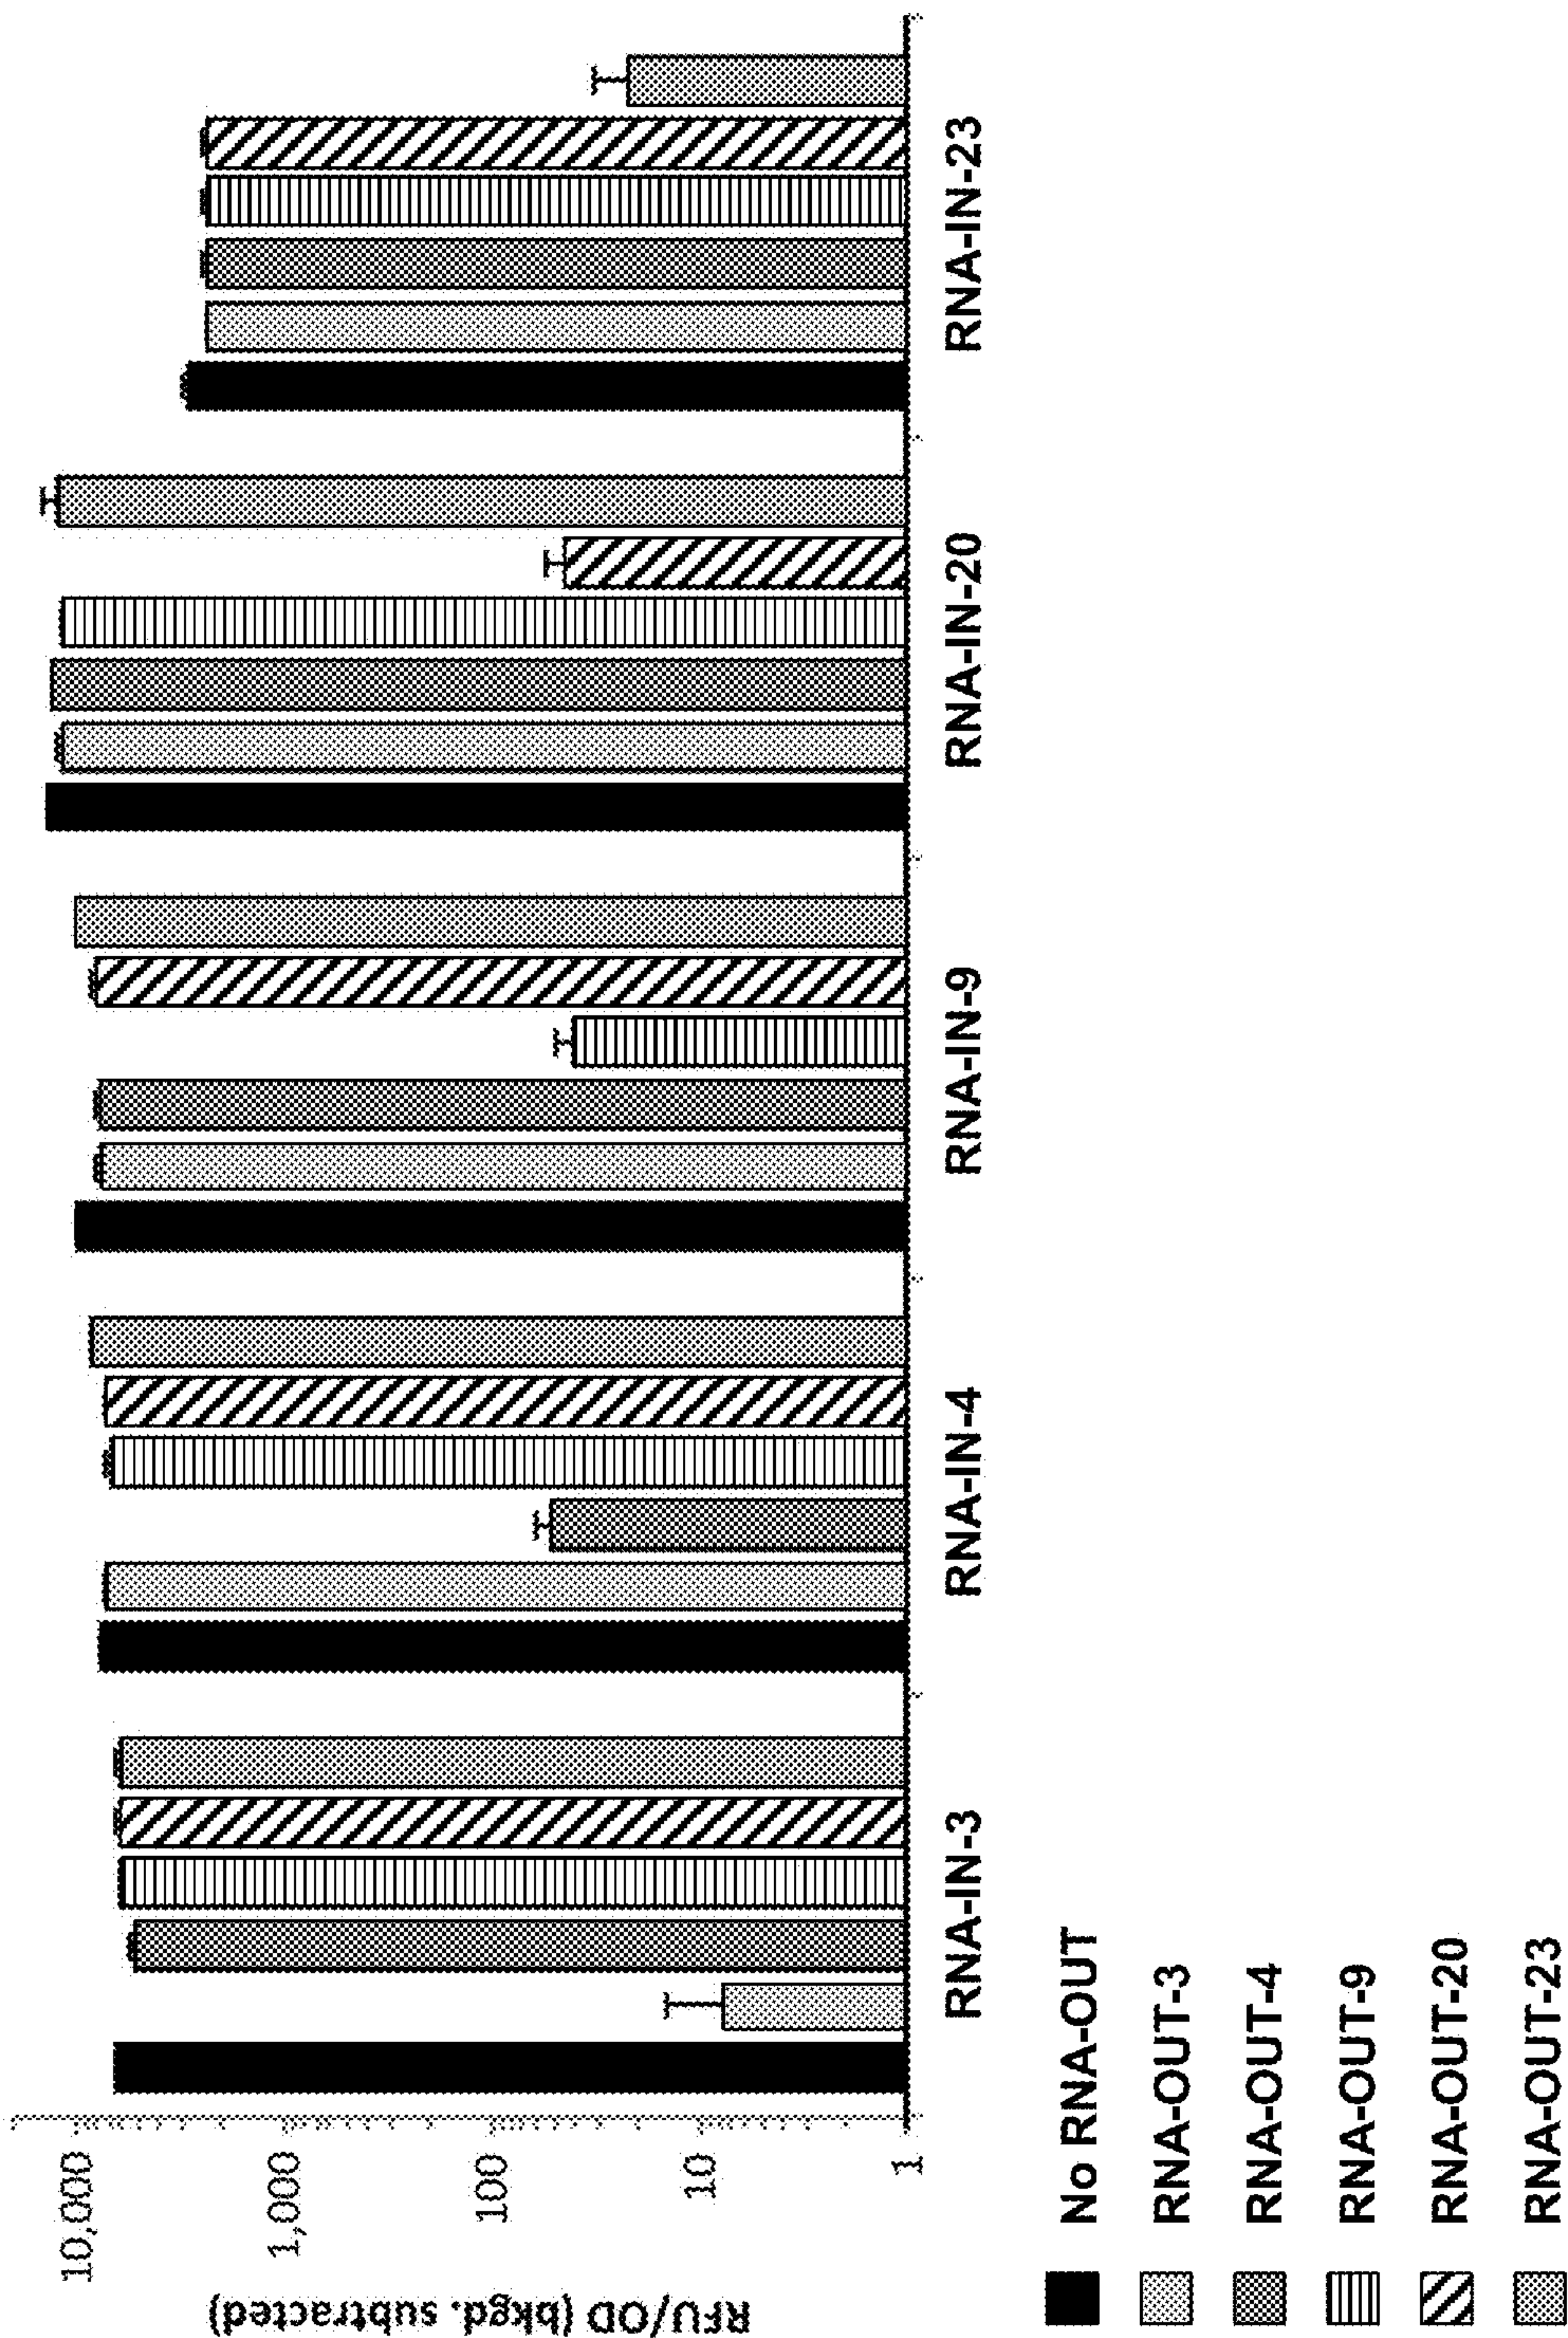 RFU/OD (bkgd. subtracted)
10,000
1,000
100
10
1
RNA-IN-3
RNA-IN-4
RNA-IN-9
RNA-IN-20
RNA-IN-23
No RNA-OUT
RNA-OUT-3
RNA-OUT-4
RNA-OUT-9
RNA-OUT-20
RNA-OUT-23